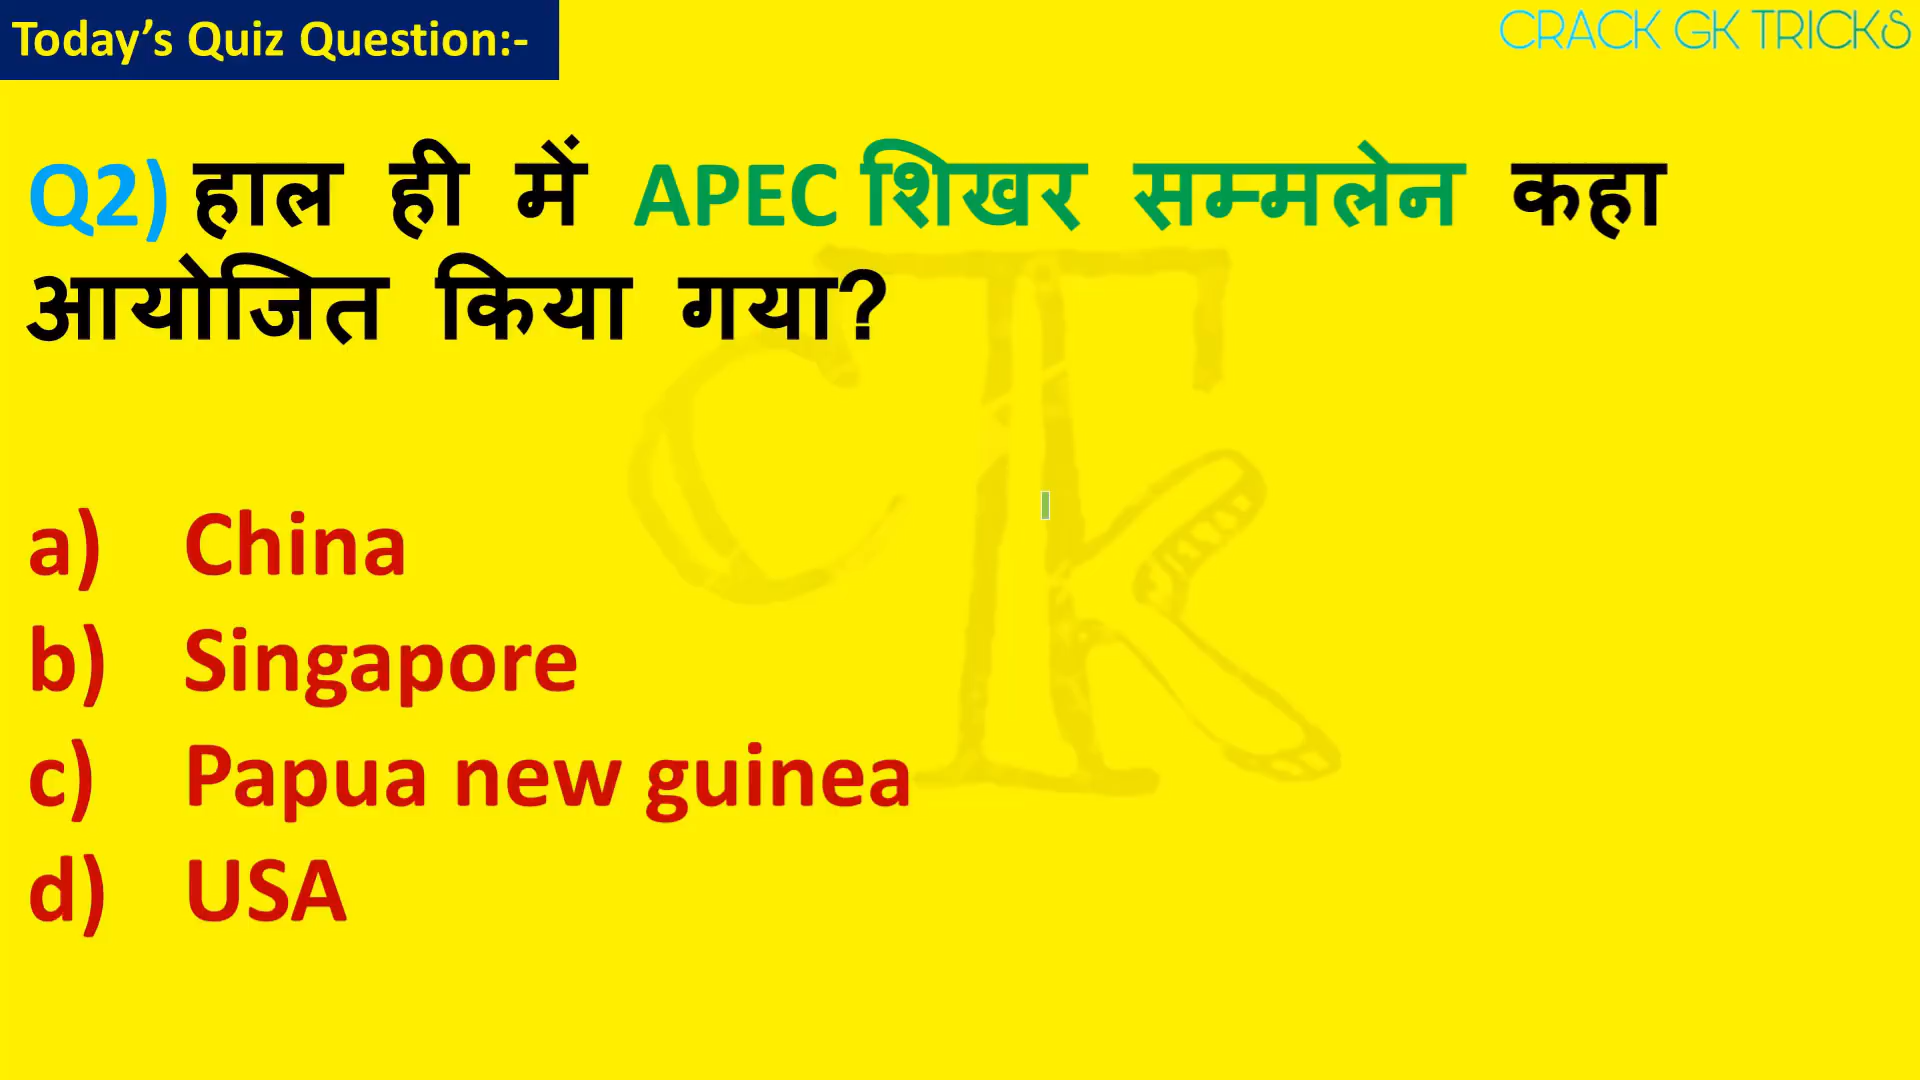 Today’s Quiz Question:-
CRACK GK TRICKS
Q2) हाल ही में APEC शिखर सम्मलेन कहा
आयोजित किया गया?
a) China
b) Singapore
c) Papua new guinea
d) USA